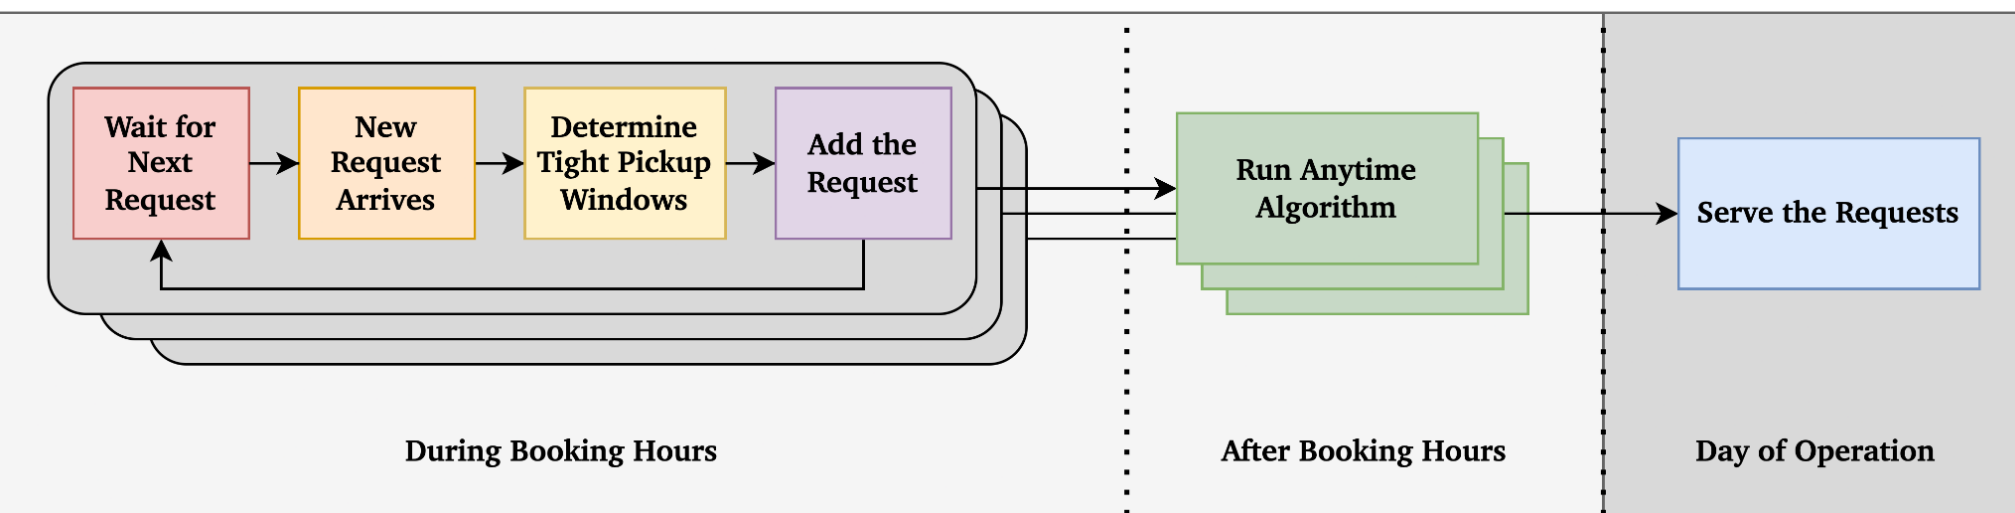 Wait for
Next
Request
New
Request
Arrives
Determine
Tight Pickup
Windows
Add the
Request
Run Anytime
Algorithm
Serve the Requests
During Booking Hours
After Booking Hours
Day of Operation